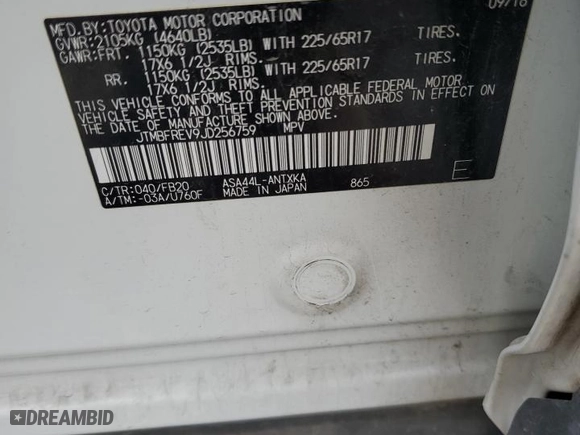 MFD.BY:TOYOTA MOTOR CORPORATION 09/18
GVWR:2105KG (4640LB)
GAWR:FRT. 1150KG (2535LB) WITH 225/65R17 TIRES.
17X6 1/2J RIMS.
RR. 1150KG (2535LB) WITH 225/65R17 TIRES.
17X6 1/2J RIMS.
THIS VEHICLE CONFORMS TO ALL APPLICABLE FEDERAL MOTOR
VEHICLE SAFETY AND THEFT PREVENTION STANDARDS IN EFFECT
ON THE DATE OF MANUFACTURE SHOWN ABOVE.
JTMBFREV9JD256759 MPV
C/TR:040/FB20 ASA44L-ANTXKA 865 E
A/TM:-03A/U760F MADE IN JAPAN
DREAMBID